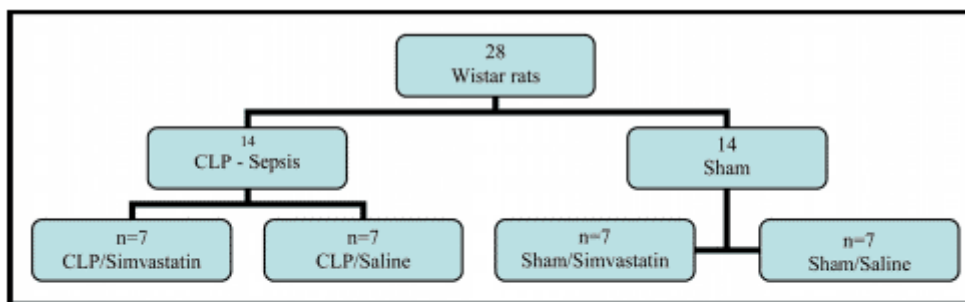 28
Wistar rats
14
CLP - Sepsis
14
Sham
n=7
CLP/Simvastatin
n=7
CLP/Saline
n=7
Sham/Simvastatin
n=7
Sham/Saline